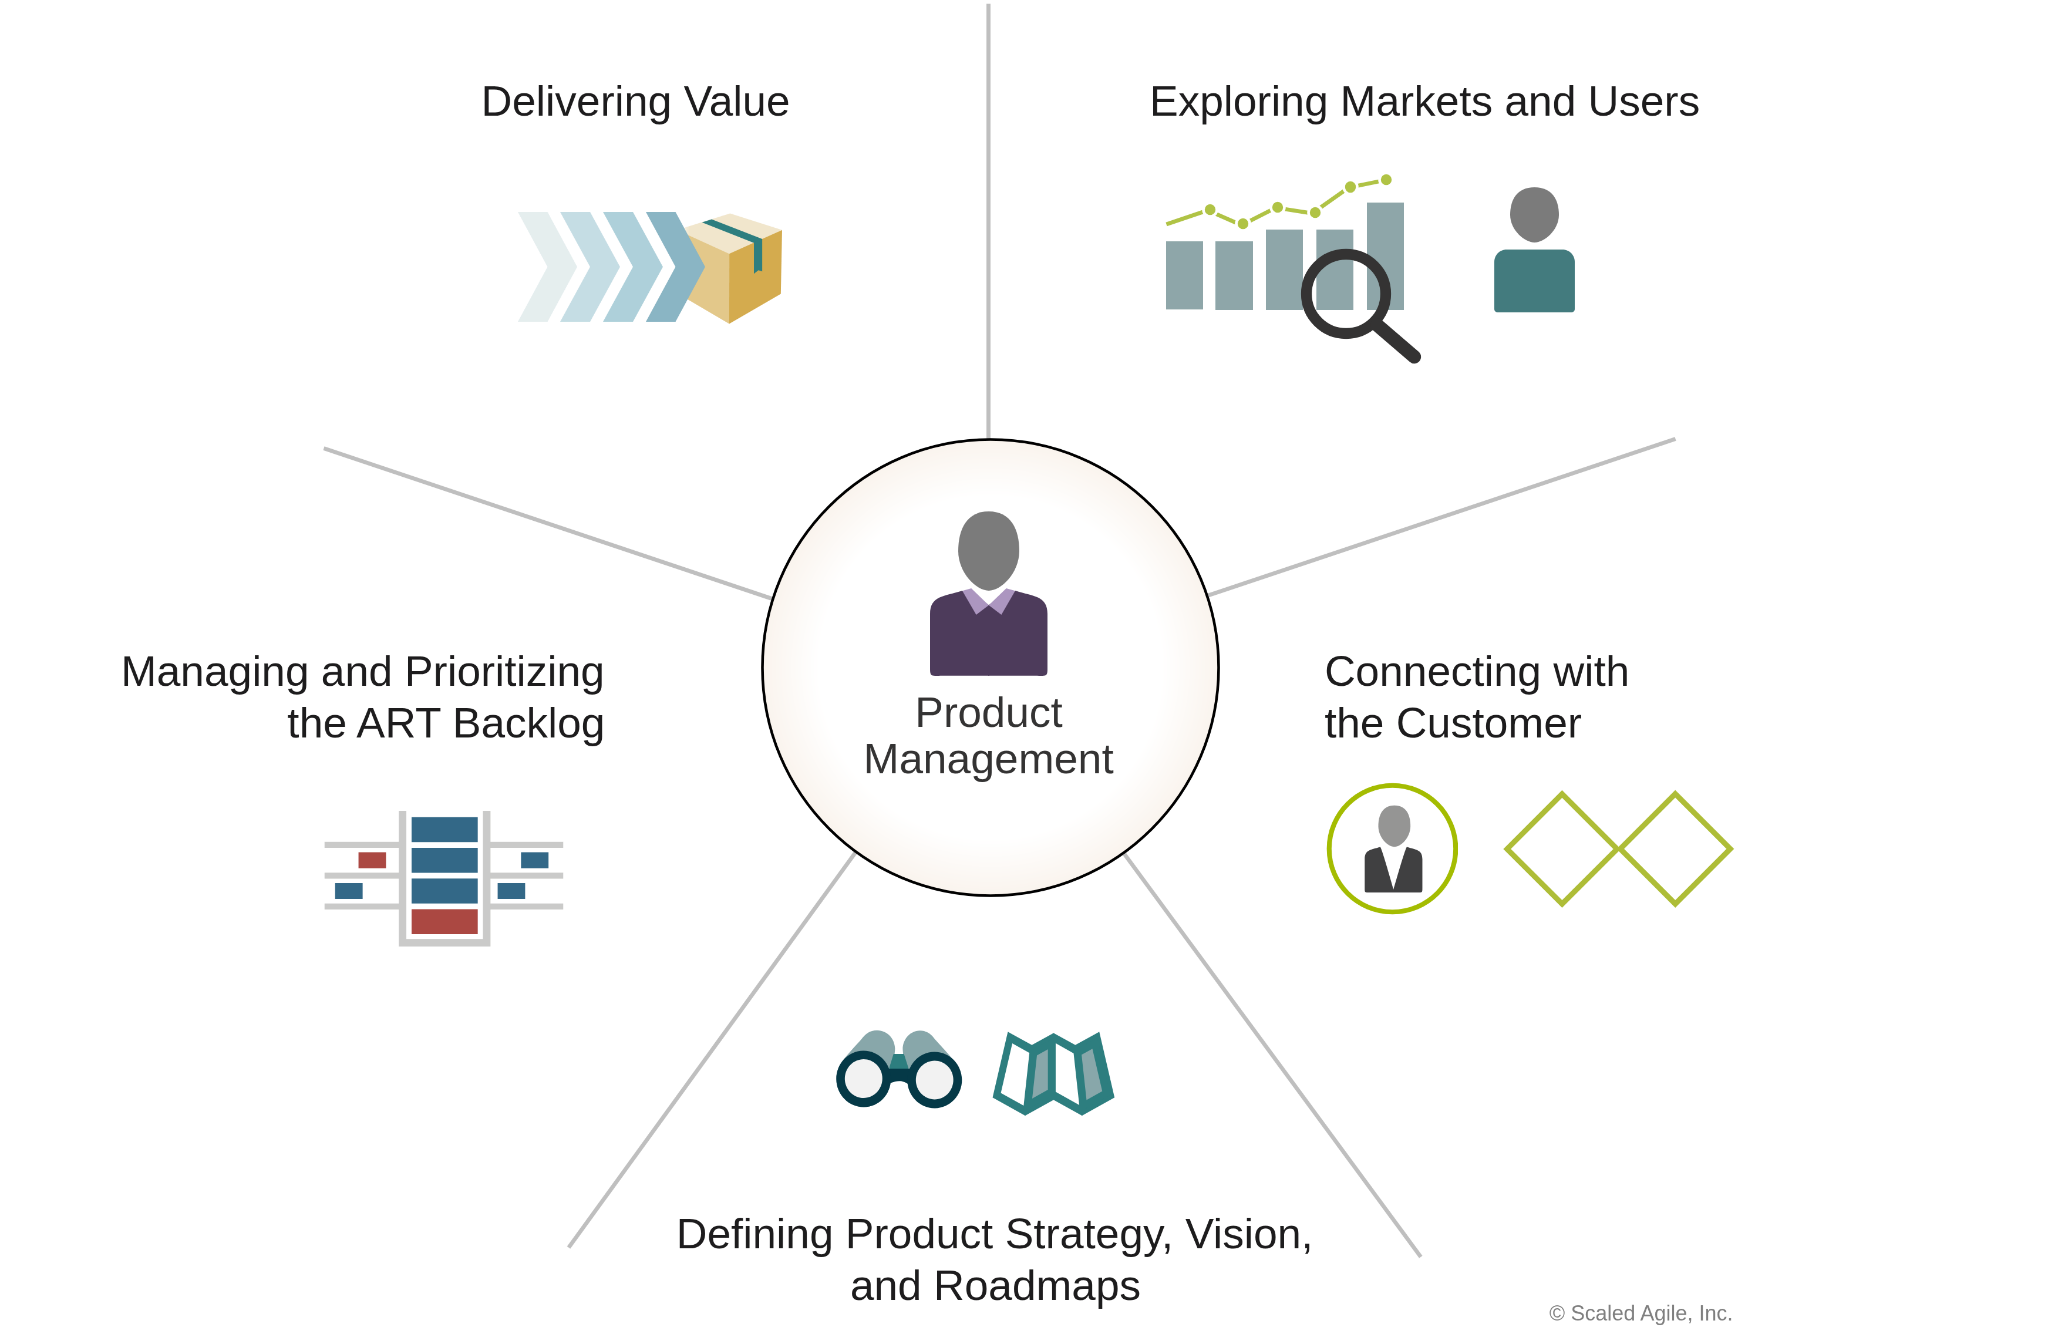 Delivering Value
Exploring Markets and Users
Managing and Prioritizing
the ART Backlog
Product
Management
Connecting with
the Customer
Defining Product Strategy, Vision,
and Roadmaps
© Scaled Agile, Inc.